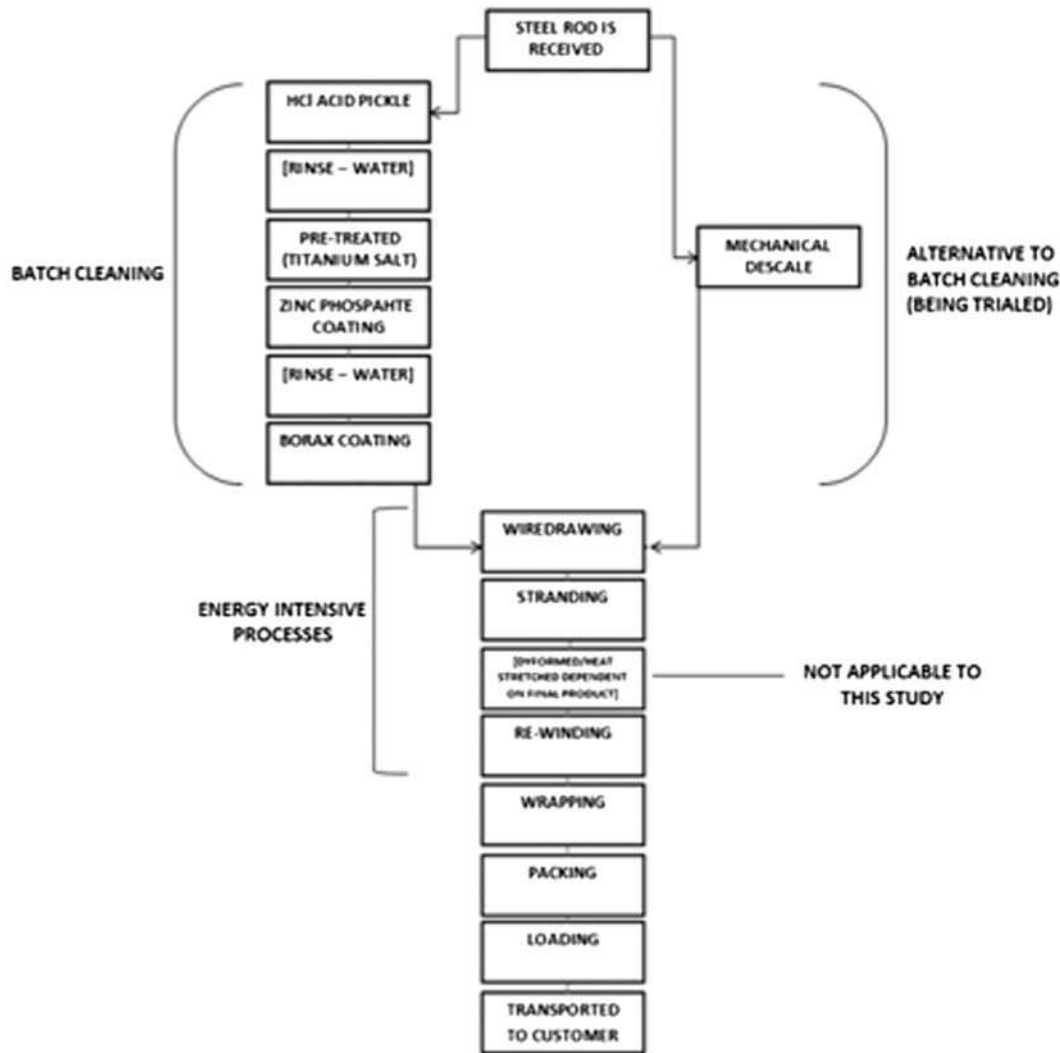 STEEL ROD IS
RECEIVED
HCl ACID PICKLE
[RINSE – WATER]
PRE-TREATED
(TITANIUM SALT)
ZINC PHOSPAHTE
COATING
[RINSE – WATER]
BORAX COATING
BATCH CLEANING
MECHANICAL
DESCALE
ALTERNATIVE TO
BATCH CLEANING
(BEING TRIALED)
WIREDRAWING
STRANDING
[DYFORMED/HEAT
STRETCHED DEPENDENT
ON FINAL PRODUCT]
RE-WINDING
ENERGY INTENSIVE
PROCESSES
NOT APPLICABLE TO
THIS STUDY
WRAPPING
PACKING
LOADING
TRANSPORTED
TO CUSTOMER